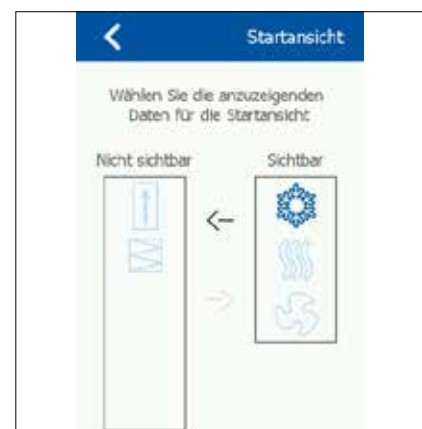 Startansicht
Wählen Sie die anzuzeigenden
Daten für die Startansicht
Nicht sichtbar
Sichtbar